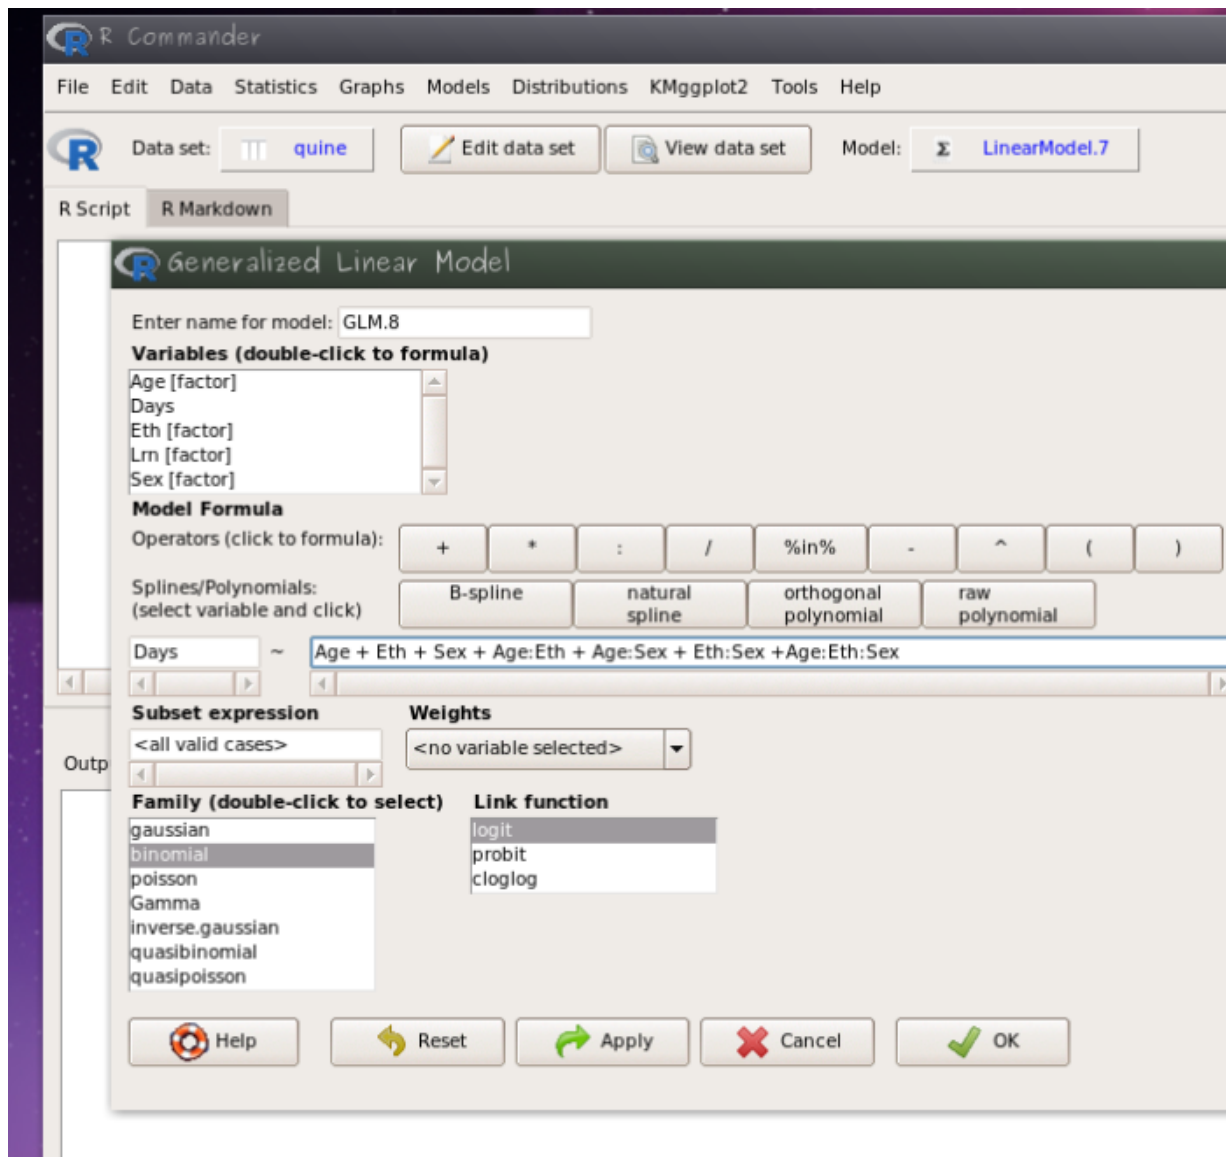 R Commander
File Edit Data Statistics Graphs Models Distributions KMggplot2 Tools Help
R Data set: quine Edit data set View data set Model: Σ LinearModel.7
R Script R Markdown
R Generalized Linear Model
Enter name for model: GLM.8
Variables (double-click to formula)
Age [factor]
Days
Eth [factor]
Lrn [factor]
Sex [factor]
Model Formula
Operators (click to formula): + * : / %in% - ^ ( )
Splines/Polynomials:
(select variable and click)
B-spline
natural
spline
orthogonal
polynomial
raw
polynomial
Days ~ Age + Eth + Sex + Age:Eth + Age:Sex + Eth:Sex +Age:Eth:Sex
Subset expression Weights
<all valid cases> <no variable selected>
Outp
Family (double-click to select) Link function
gaussian logit
binomial probit
poisson cloglog
Gamma
inverse.gaussian
quasibinomial
quasipoisson
Help Reset Apply Cancel OK